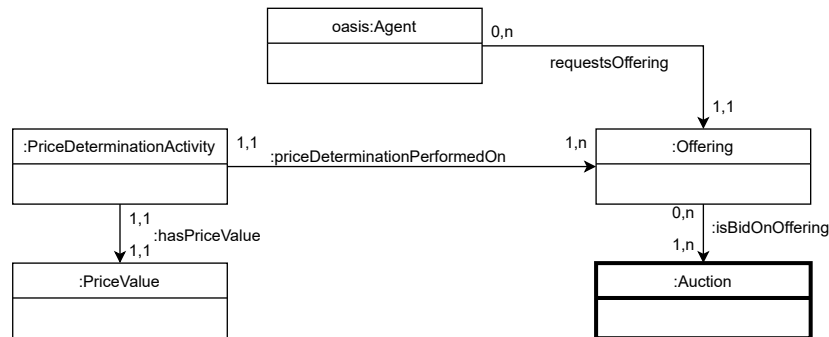 oasis:Agent
0,n
requestsOffering
1,1
:PriceDeterminationActivity
1,1
:priceDeterminationPerformedOn
1,n
:Offering
1,1
:hasPriceValue
1,1
0,n
:isBidOnOffering
1,n
:PriceValue
:Auction